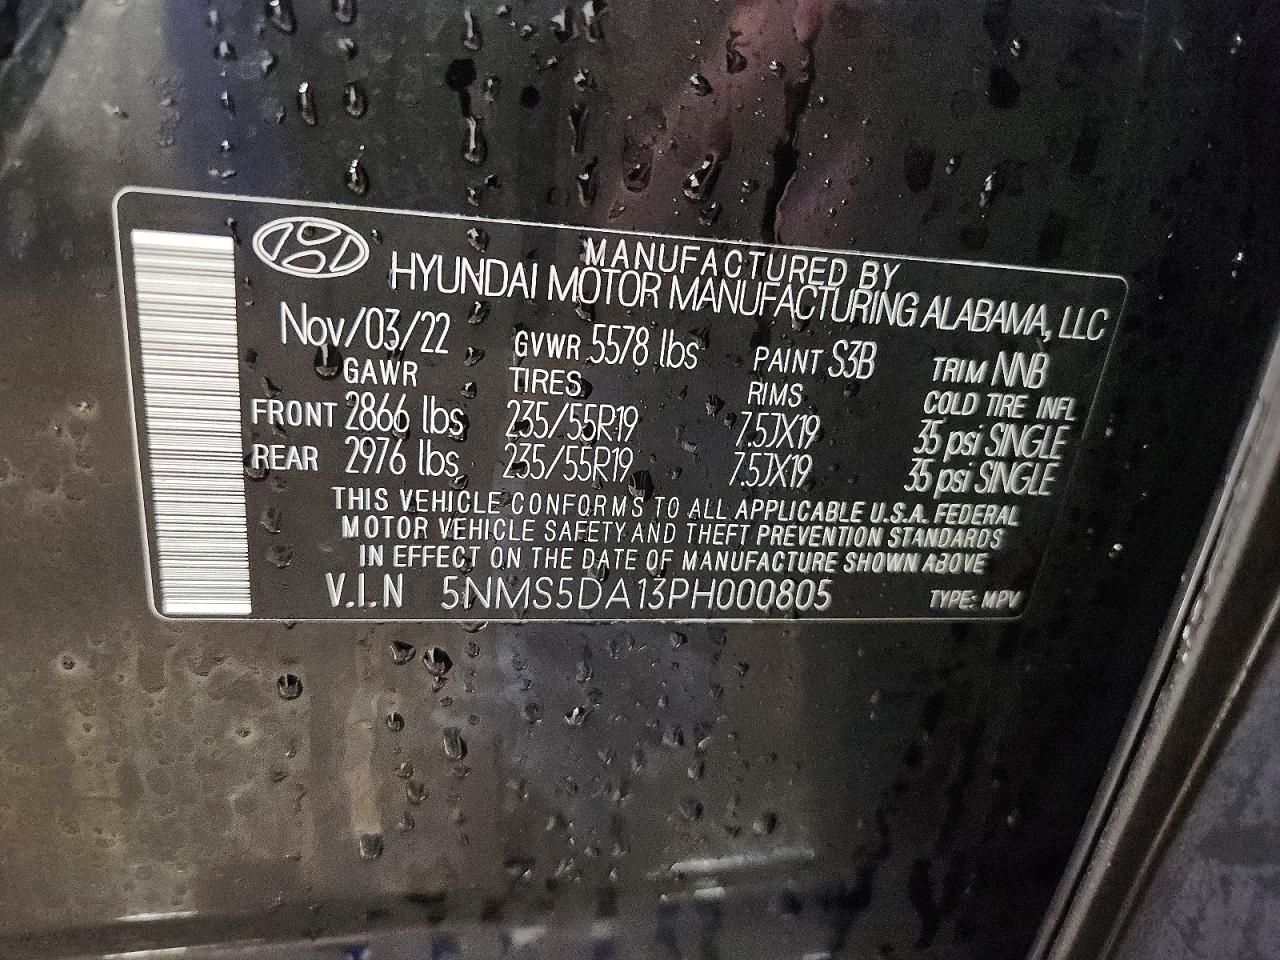 MANUFACTURED BY
HYUNDAI MOTOR MANUFACTURING ALABAMA, LLC
Nov/03/22 GVWR 5578 lbs PAINT S3B TRIM NNB
GAWR TIRES RIMS COLD TIRE INFL
FRONT 2866 lbs 235/55R19 7.5JX19 35 psi SINGLE
REAR 2976 lbs 235/55R19 7.5JX19 35 psi SINGLE
THIS VEHICLE CONFORMS TO ALL APPLICABLE U.S.A. FEDERAL
MOTOR VEHICLE SAFETY AND THEFT PREVENTION STANDARDS
IN EFFECT ON THE DATE OF MANUFACTURE SHOWN ABOVE
V.I.N 5NMS5DA13PH000805 TYPE: MPV